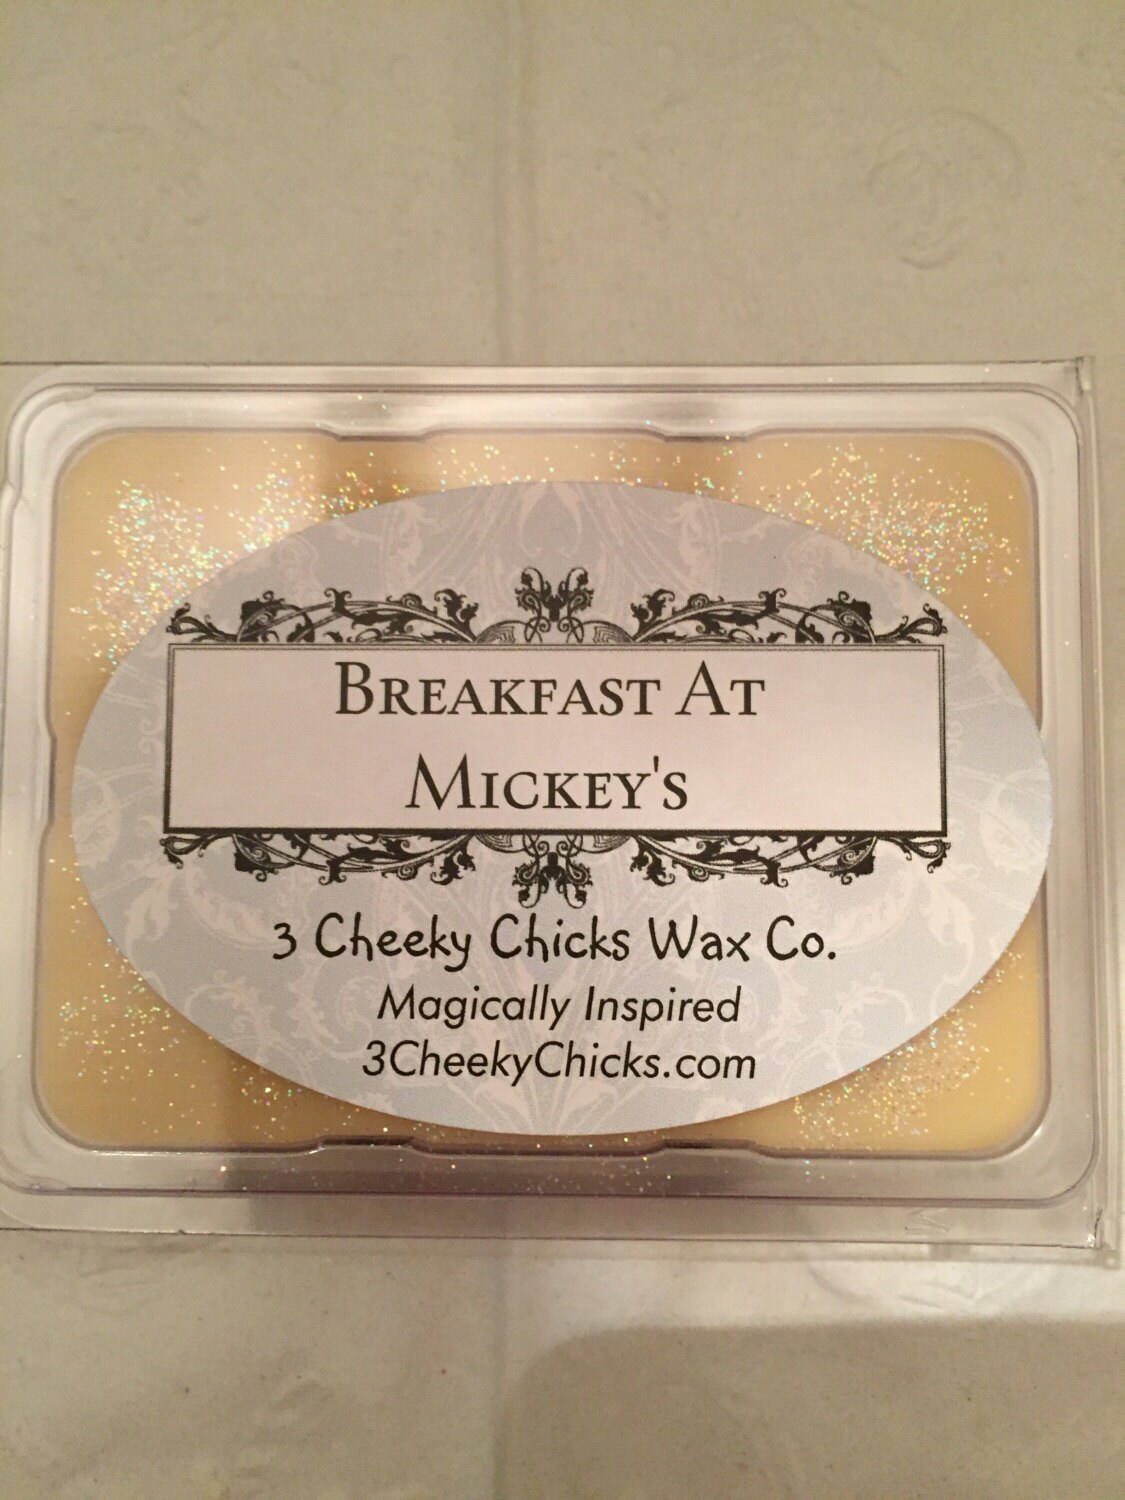 Breakfast At
Mickey's
3 Cheeky Chicks Wax Co.
Magically Inspired
3CheekyChicks.com